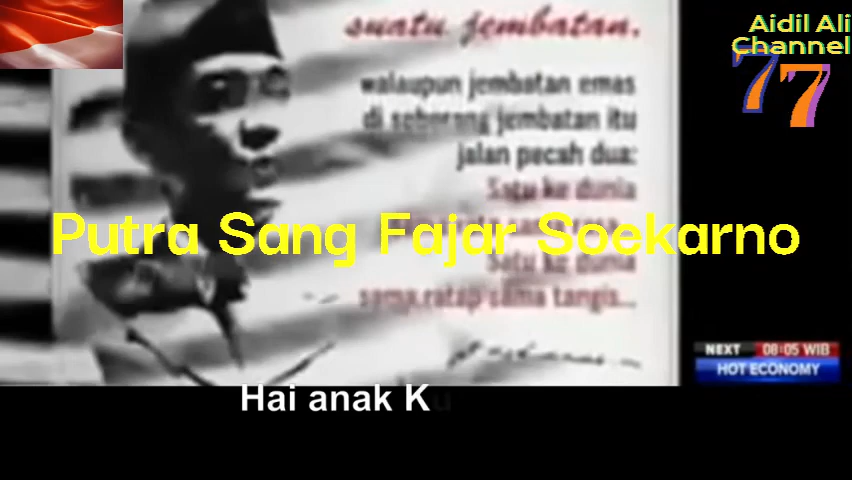 suatu jembatan.
Aidil Ali
Channel
77
walaupun jembatan emas
di seberang jembatan itu
jalan pecah dua:
Satu ke dunia
Putra Sang Fajar Soekarno
Satu ke dunia
sama ratap sama tangis...
NEXT 08:05 WIB
HOT ECONOMY
Hai anak Ku